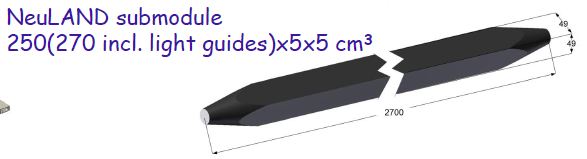 NeuLAND submodule
250(270 incl. light guides)x5x5 cm³
49
49
2700